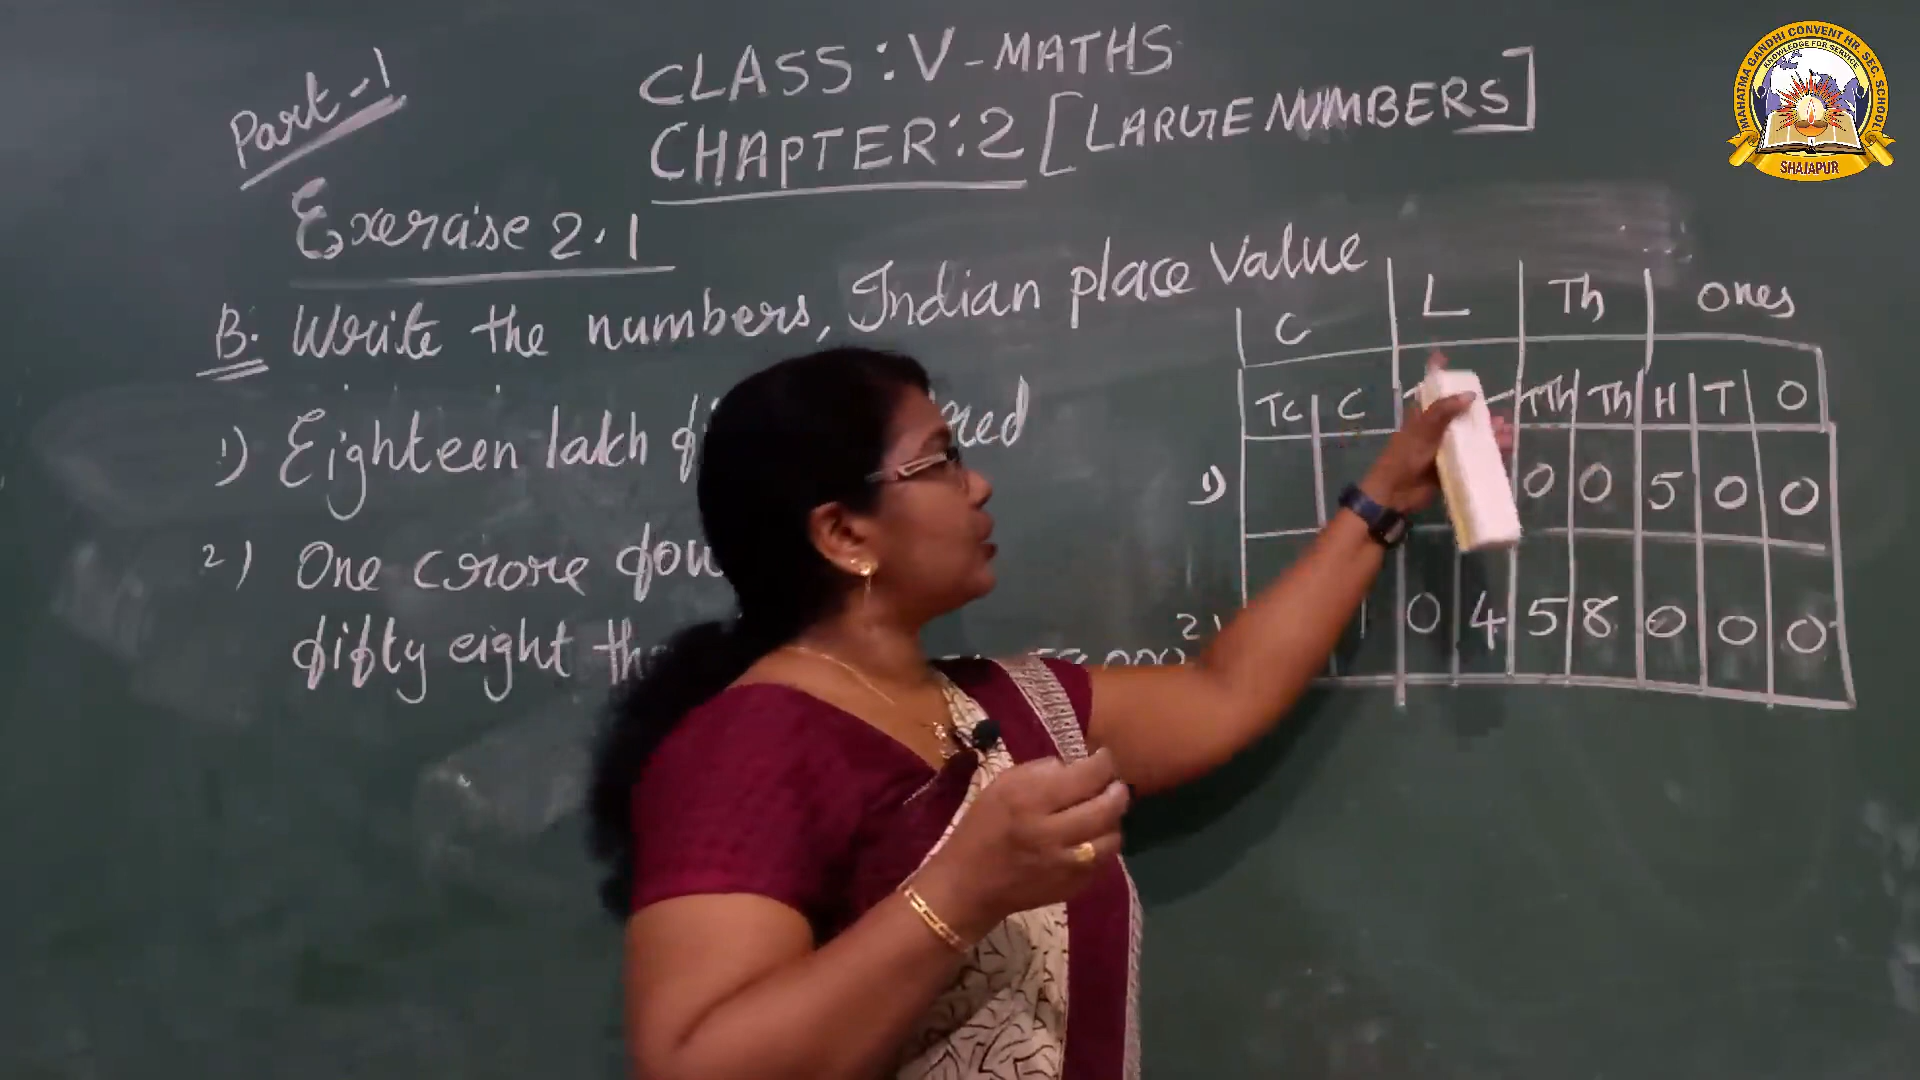 Part-1
CLASS: V-MATHS
CHAPTER: 2 [LARGE NUMBERS]
Exercise 2.1
B. Write the numbers, Indian place value
1) Eighteen lakh
2) One crore
fifty eight
C L Th Ones
TC C TTh Th H T O
1) 0 0 5 0 0
2) 1 0 4 5 8 0 0 0
MAHATMA GANDHI CONVENT HR. SEC. SCHOOL
KNOWLEDGE FOR SERVICE
SHAJAPUR